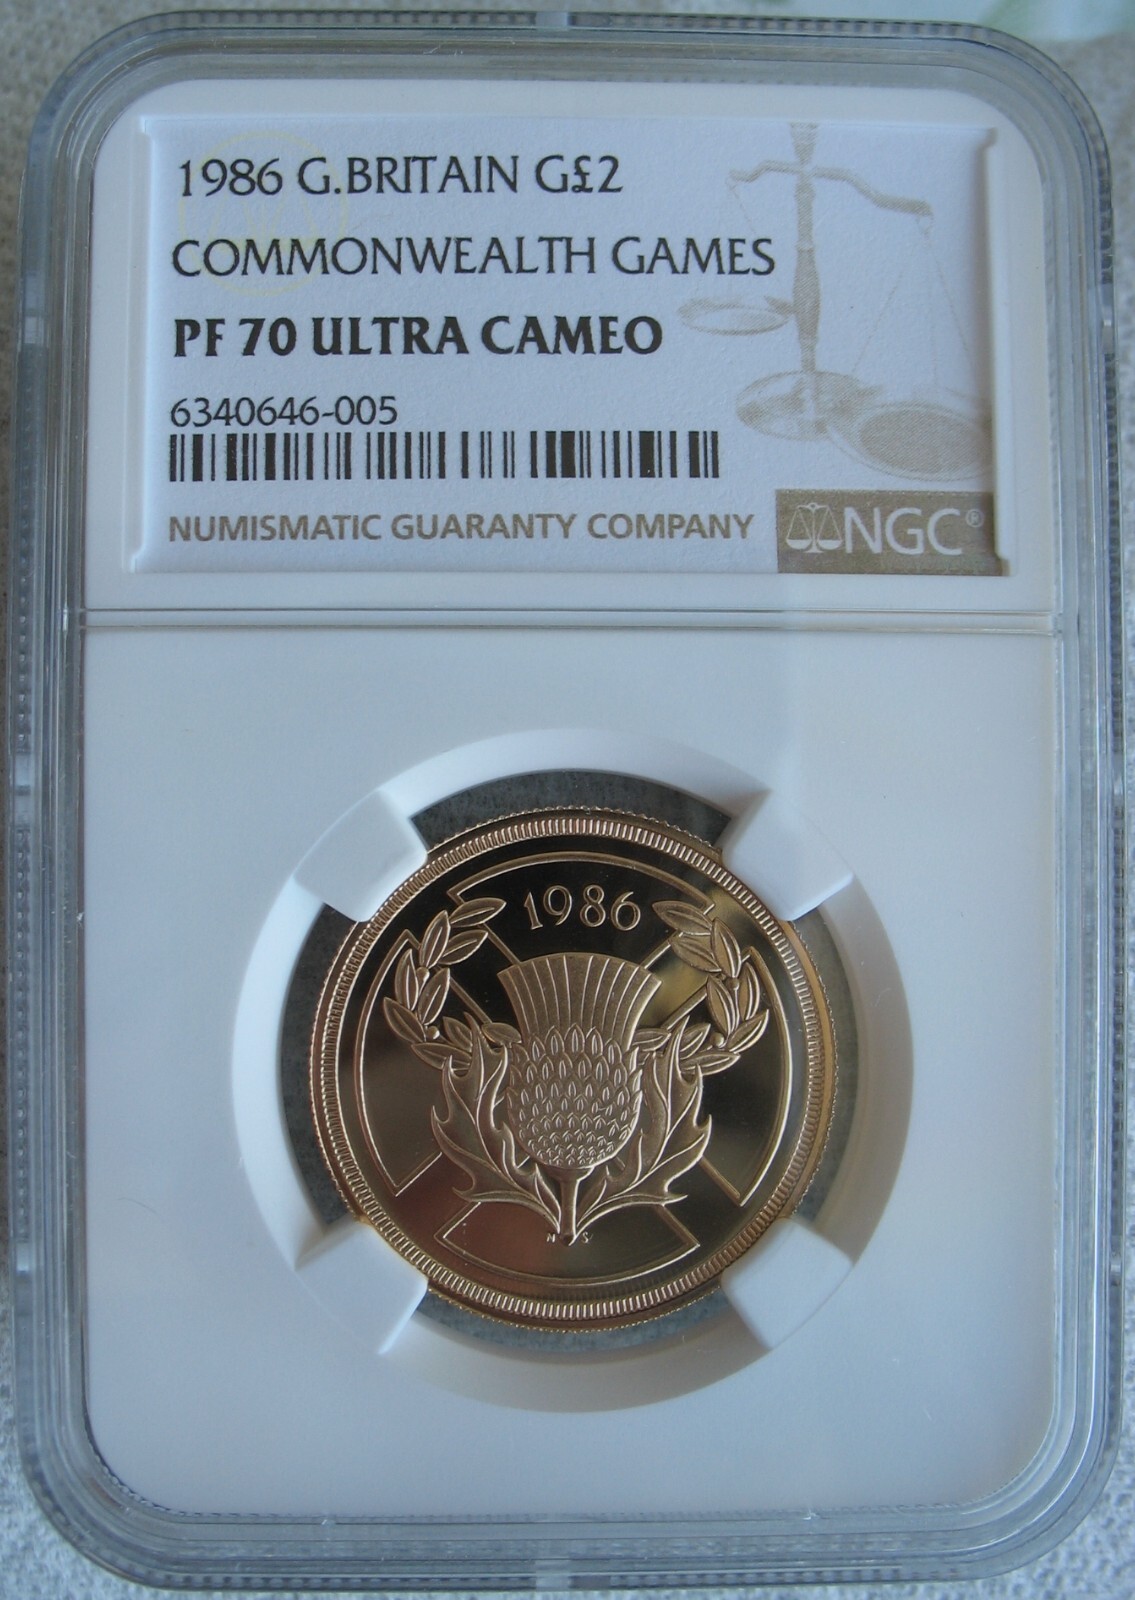 1986 G.BRITAIN G£2
COMMONWEALTH GAMES
PF 70 ULTRA CAMEO
6340646-005
NUMISMATIC GUARANTY COMPANY
NGC®
1986
N S